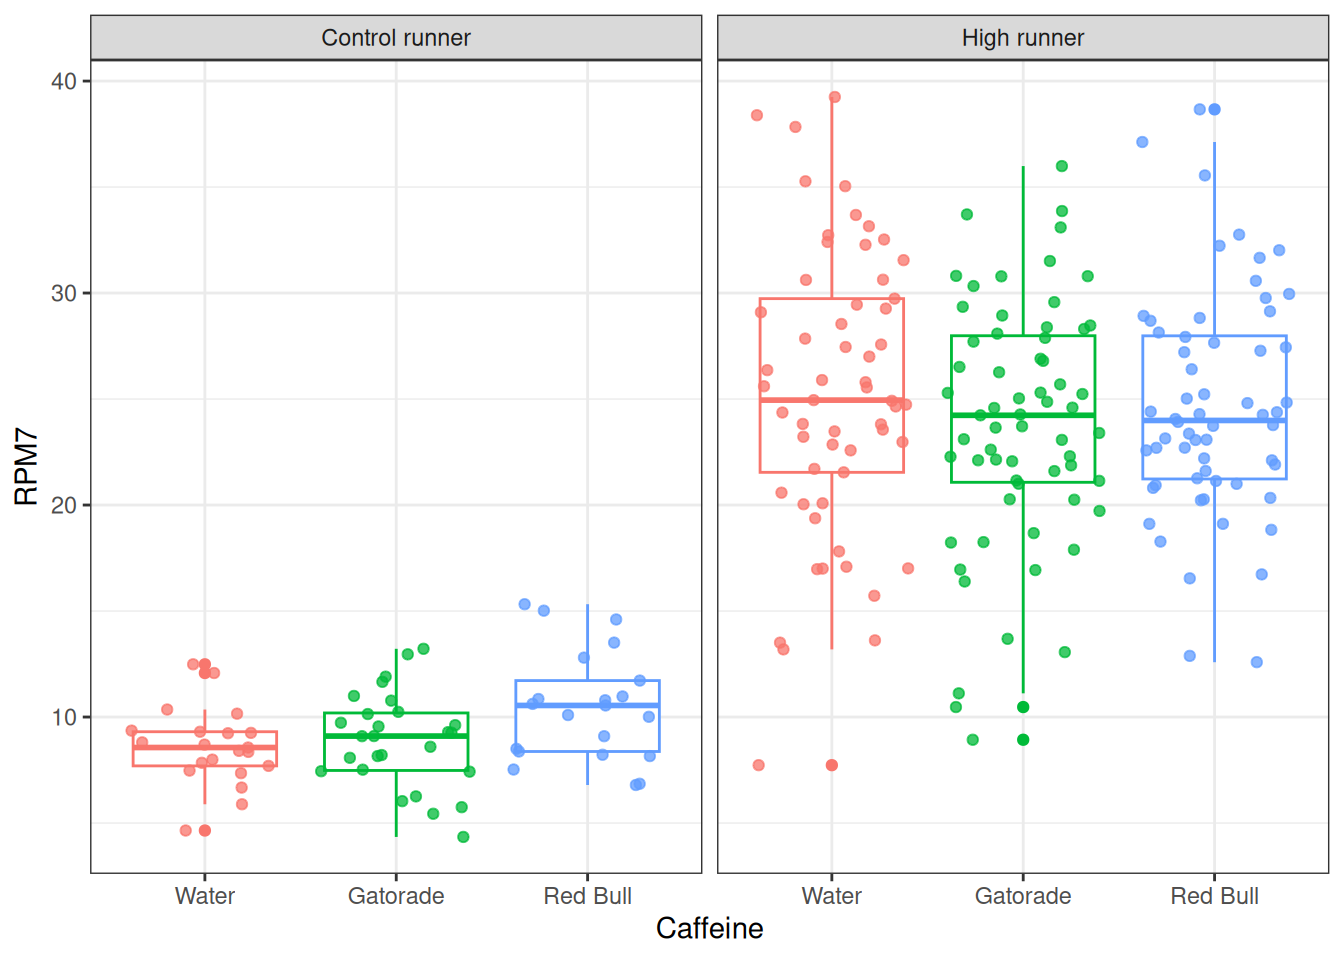 Control runner
High runner
40
30
20
10
RPM7
Water
Gatorade
Red Bull
Water
Gatorade
Red Bull
Caffeine